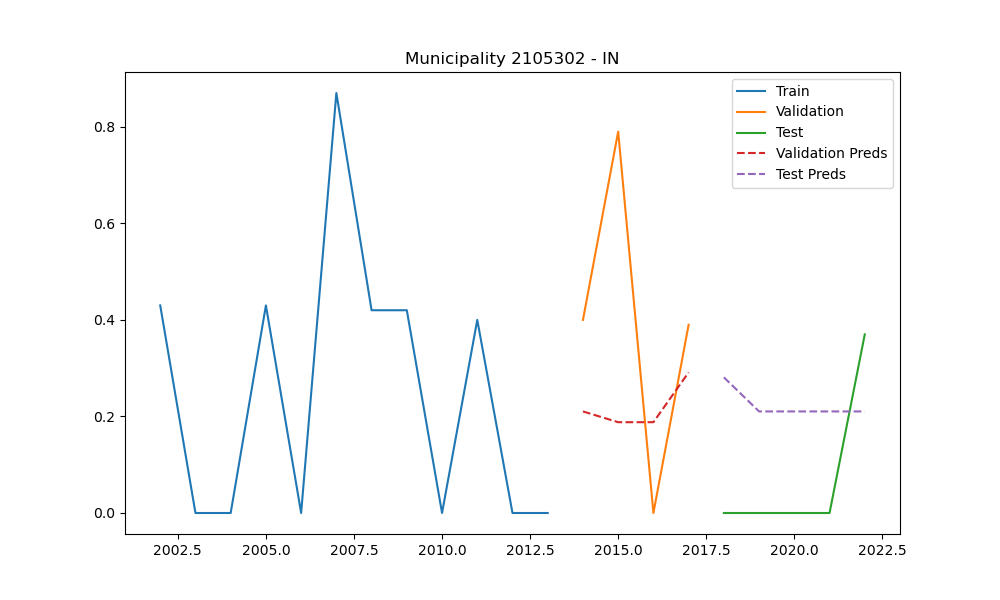 Municipality 2105302 - IN
Train
Validation
Test
Validation Preds
Test Preds
0.8
0.6
0.4
0.2
0.0
2002.5 2005.0 2007.5 2010.0 2012.5 2015.0 2017.5 2020.0 2022.5